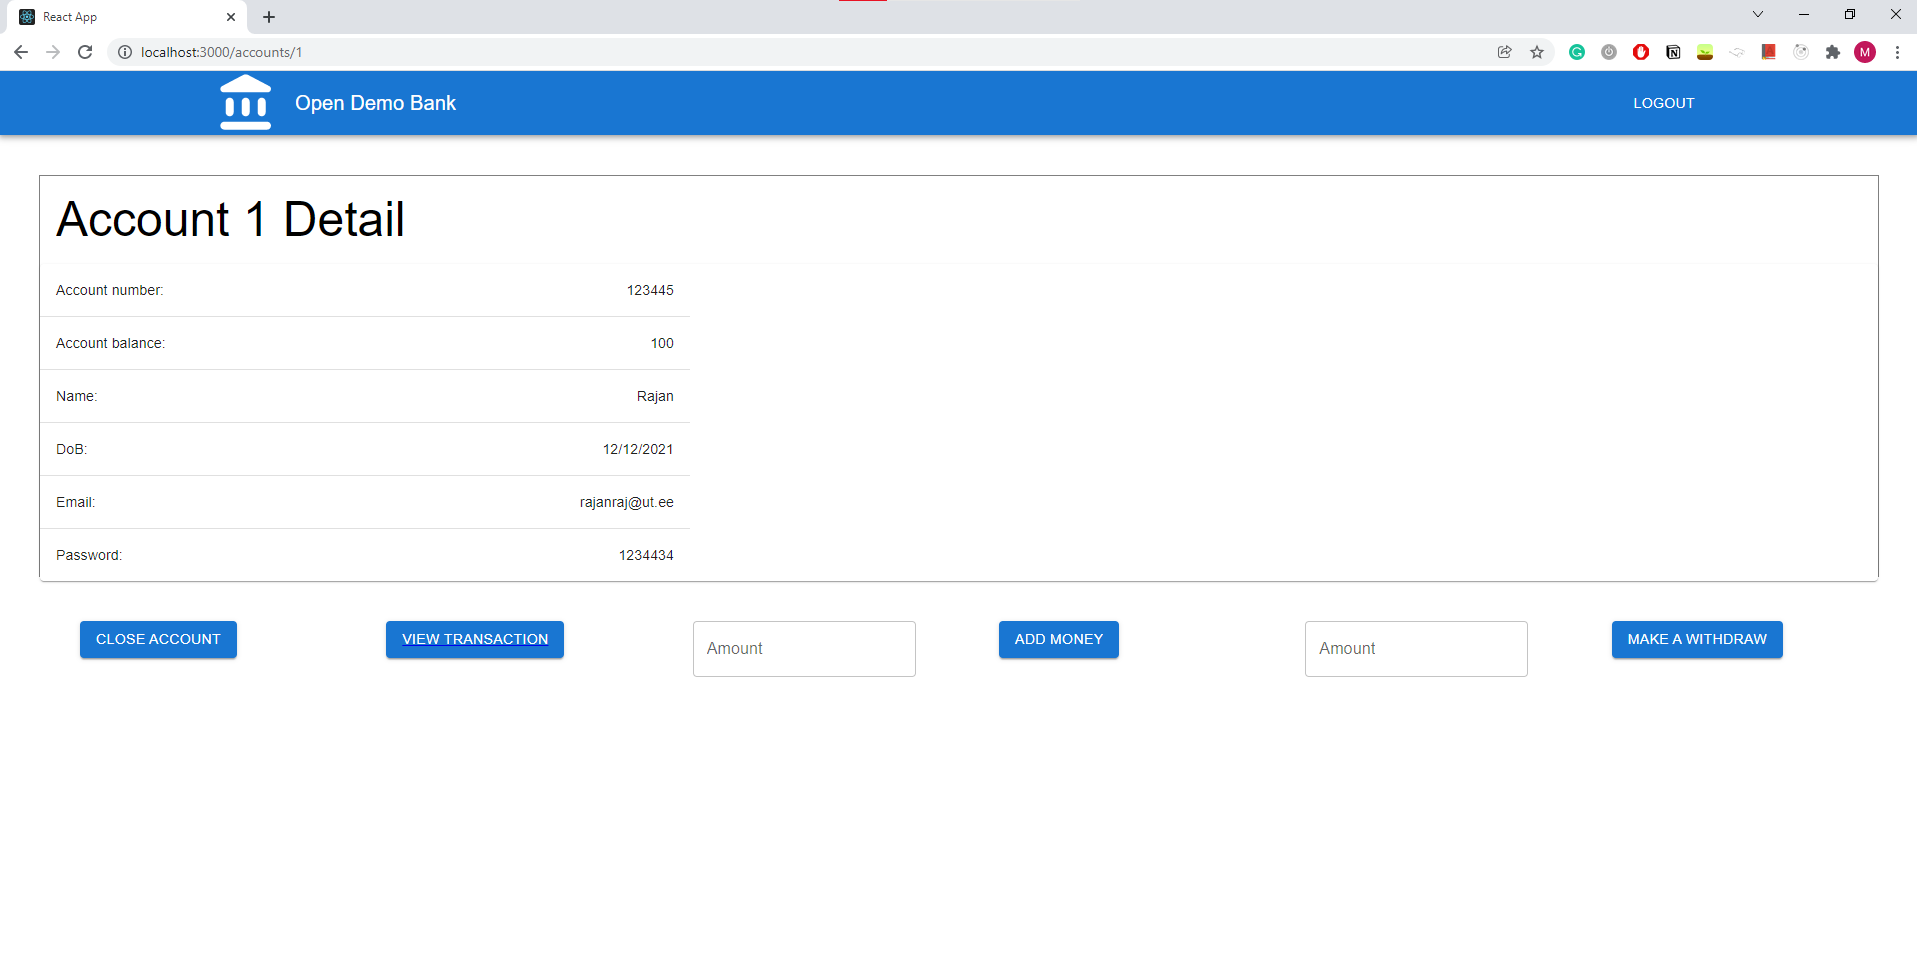 React App
localhost:3000/accounts/1
M
Open Demo Bank
LOGOUT
Account 1 Detail
Account number: 123445
Account balance: 100
Name: Rajan
DoB: 12/12/2021
Email: rajanraj@ut.ee
Password: 1234434
CLOSE ACCOUNT VIEW TRANSACTION Amount ADD MONEY Amount MAKE A WITHDRAW